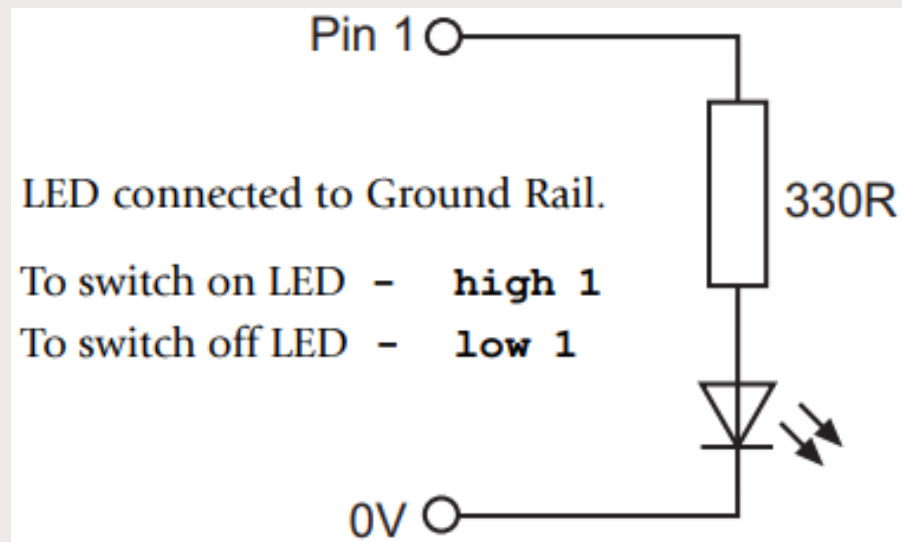 Pin 1
LED connected to Ground Rail.
330R
To switch on LED - high 1
To switch off LED - low 1
0V